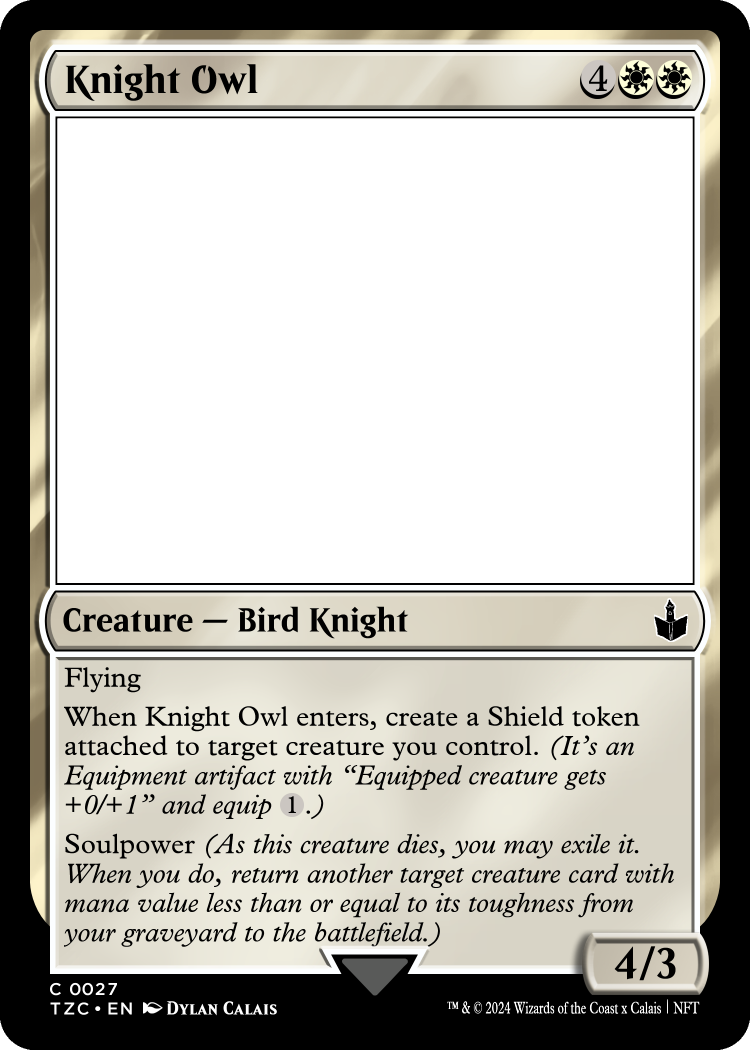 Knight Owl 4
Creature — Bird Knight
Flying
When Knight Owl enters, create a Shield token
attached to target creature you control. (It's an
Equipment artifact with “Equipped creature gets
+0/+1” and equip 1.)
Soulpower (As this creature dies, you may exile it.
When you do, return another target creature card with
mana value less than or equal to its toughness from
your graveyard to the battlefield.)
4/3
C 0027
TZC • EN DYLAN CALAIS
™ & © 2024 Wizards of the Coast x Calais | NFT